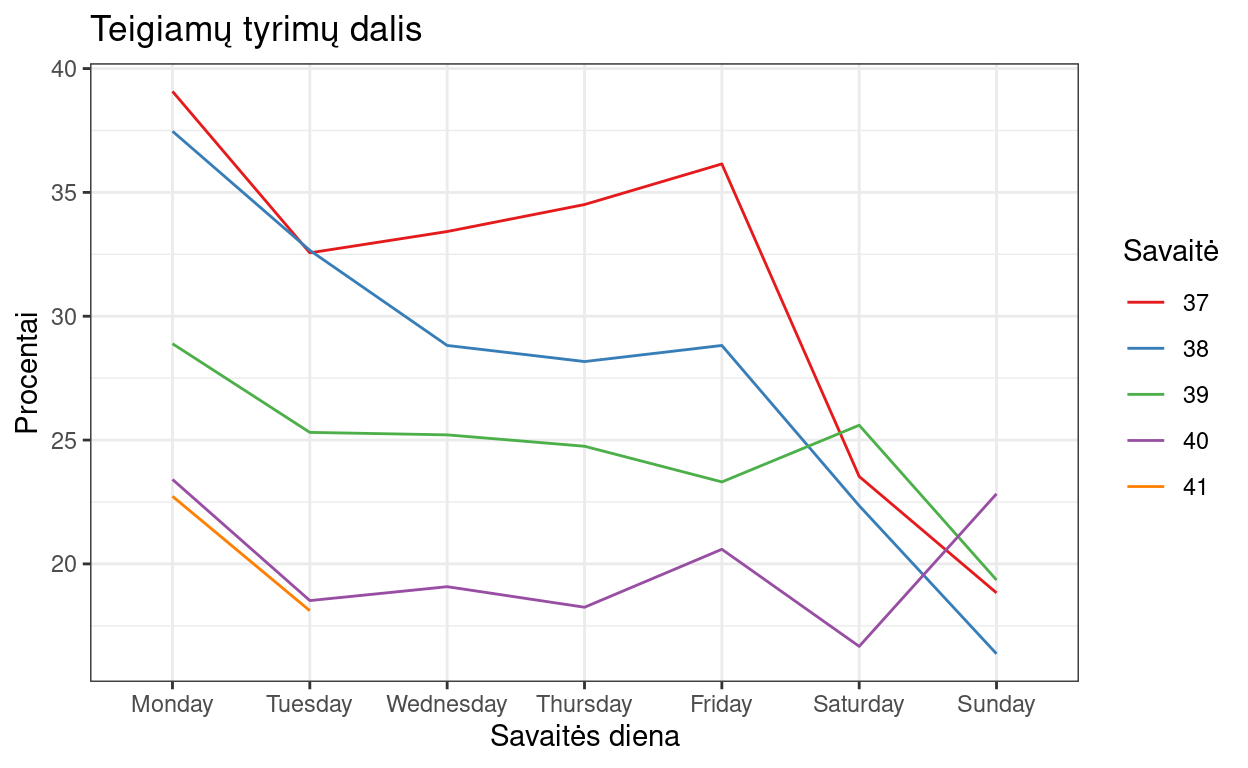 Teigiamų tyrimų dalis
Procentai
40
35
30
25
20
Monday Tuesday Wednesday Thursday Friday Saturday Sunday
Savaitės diena
Savaitė
37
38
39
40
41